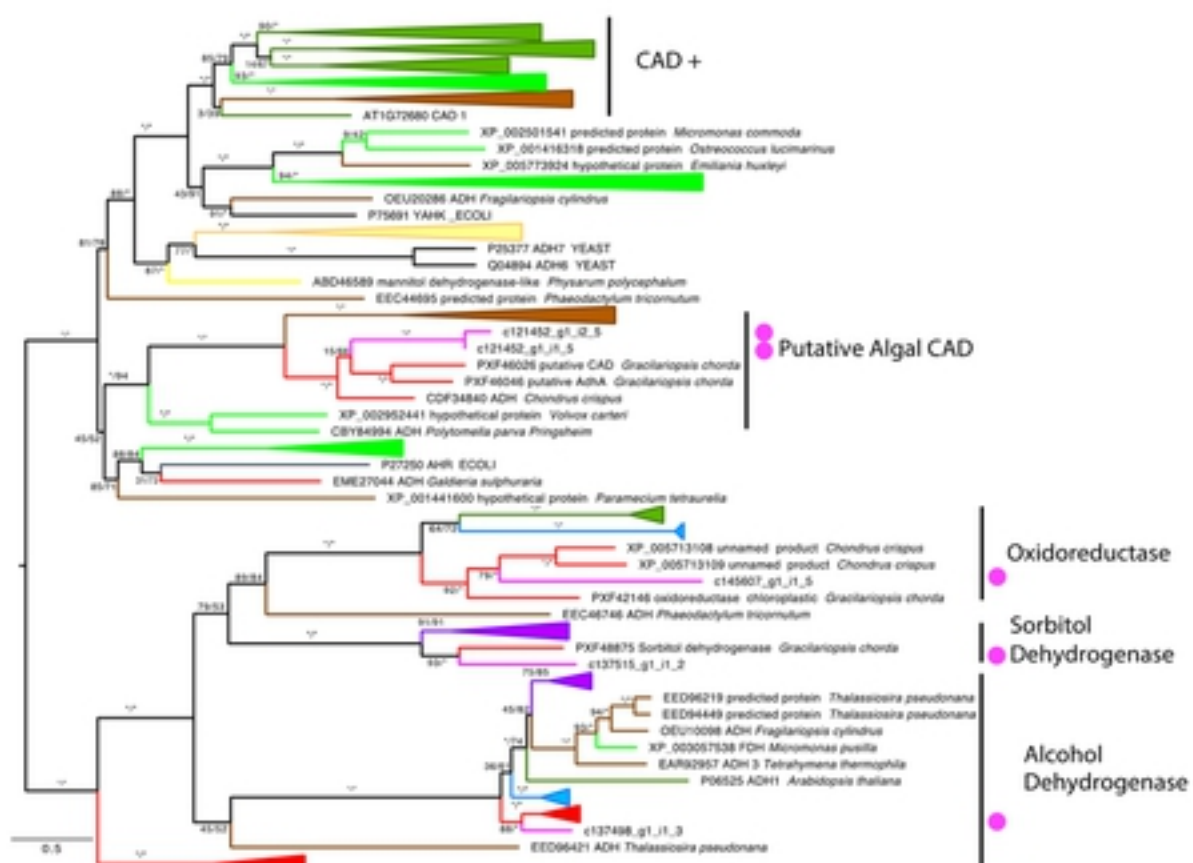 CAD +
AT1G72680 CAD 1
XP_002501541 predicted protein Micromonas commoda
XP_001416318 predicted protein Ostreococcus lucimarinus
XP_005773924 hypothetical protein Emiliania huxleyi
OEU20286 ADH Fragilariopsis cylindrus
P75691 YAHK _ECOLI
P25377 ADH7 YEAST
Q04894 ADH6 YEAST
ABD46589 mannitol dehydrogenase-like Physarum polycephalum
EEC44695 predicted protein Phaeodactylum tricornutum
c121452_g1_i2_5
c121452_g1_i1_5
Putative Algal CAD
PXF46026 putative CAD Gracilariopsis chorda
PXF46046 putative AdhA Gracilariopsis chorda
CDF34840 ADH Chondrus crispus
XP_002952441 hypothetical protein Volvox carteri
CBY84994 ADH Polytomella parva Pringsheim
P27250 AHR ECOLI
EME27044 ADH Galdieria sulphuraria
XP_001441600 hypothetical protein Paramecium tetraurelia
XP_005713108 unnamed product Chondrus crispus
Oxidoreductase
XP_005713109 unnamed product Chondrus crispus
c145607_g1_i1_5
PXF42146 oxidoreductase chloroplastic Gracilariopsis chorda
EEC46746 ADH Phaeodactylum tricornutum
Sorbitol
Dehydrogenase
PXF48875 Sorbitol dehydrogenase Gracilariopsis chorda
c137515_g1_i1_2
EED96219 predicted protein Thalassiosira pseudonana
EED94449 predicted protein Thalassiosira pseudonana
OEU10098 ADH Fragilariopsis cylindrus
XP_003057538 FDH Micromonas pusilla
EAR92957 ADH 3 Tetrahymena thermophila
Alcohol
Dehydrogenase
P06525 ADH1 Arabidopsis thaliana
c137498_g1_i1_3
EED96421 ADH Thalassiosira pseudonana
0.5